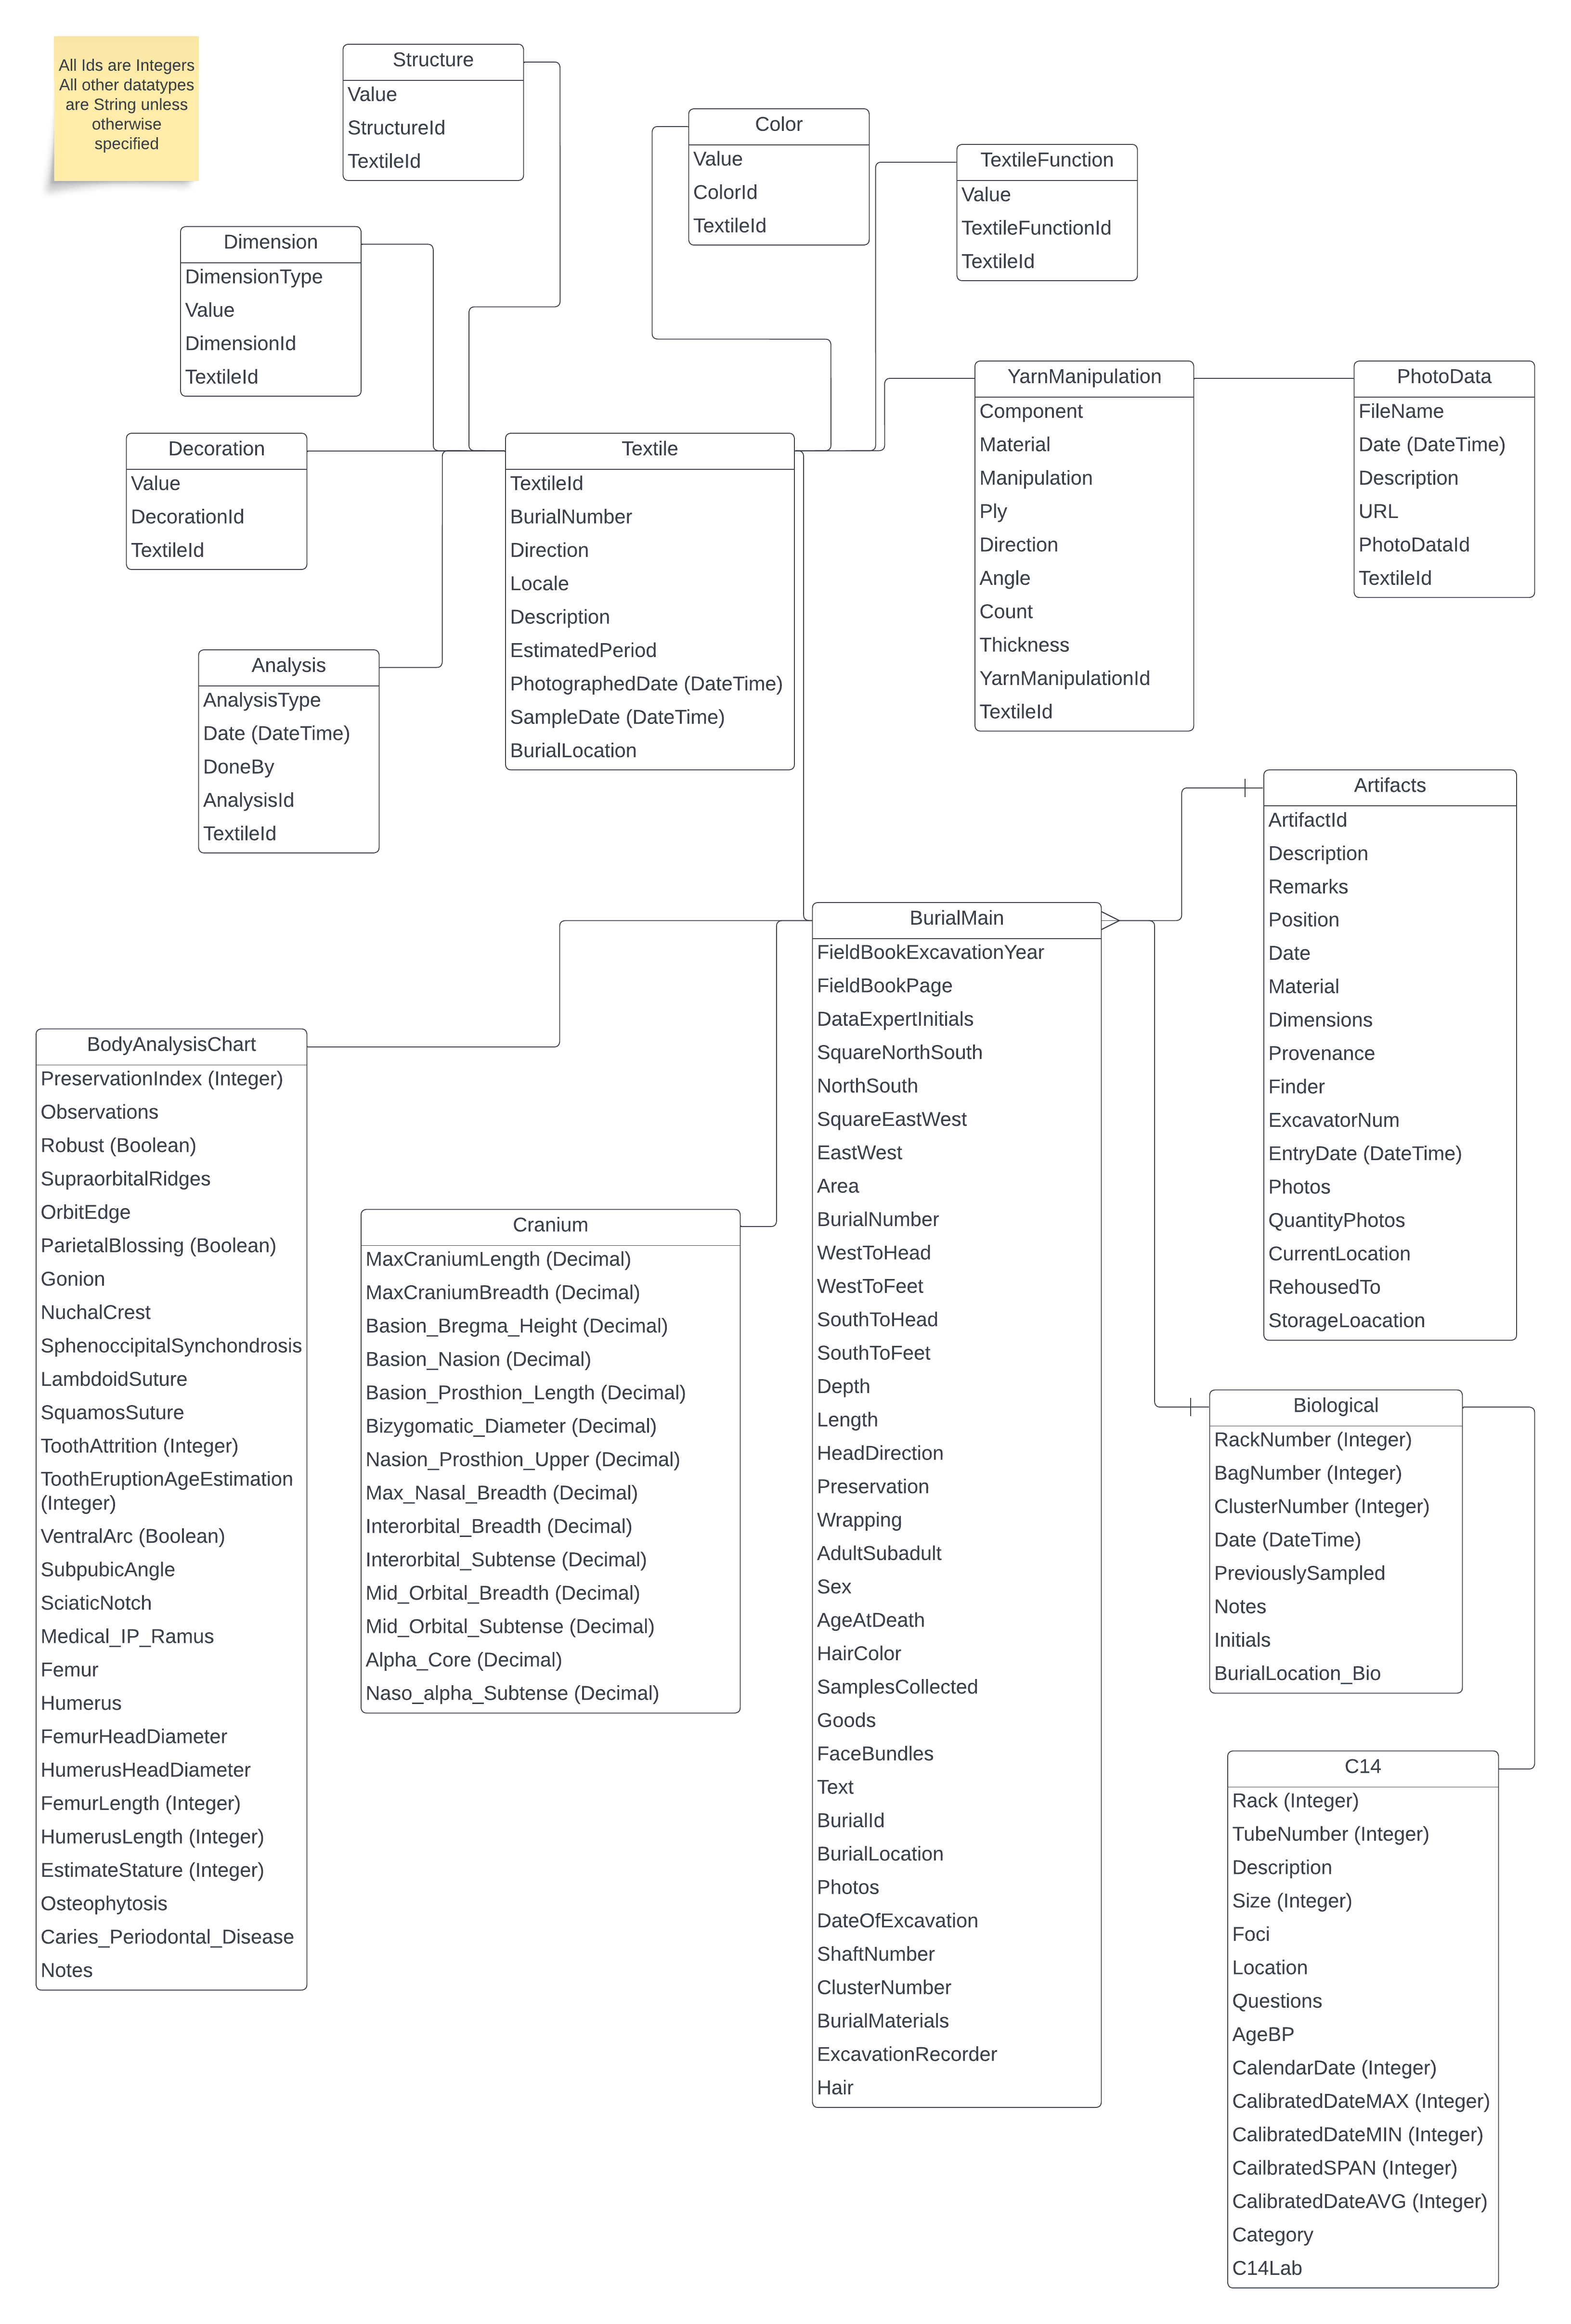 All Ids are Integers
All other datatypes
are String unless
otherwise
specified
Structure
Value
StructureId
TextileId
Color
Value
ColorId
TextileId
TextileFunction
Value
TextileFunctionId
TextileId
Dimension
DimensionType
Value
DimensionId
TextileId
Decoration
Value
DecorationId
TextileId
Textile
TextileId
BurialNumber
Direction
Locale
Description
EstimatedPeriod
PhotographedDate (DateTime)
SampleDate (DateTime)
BurialLocation
YarnManipulation
Component
Material
Manipulation
Ply
Direction
Angle
Count
Thickness
YarnManipulationId
TextileId
PhotoData
FileName
Date (DateTime)
Description
URL
PhotoDataId
TextileId
Analysis
AnalysisType
Date (DateTime)
DoneBy
AnalysisId
TextileId
Artifacts
ArtifactId
Description
Remarks
Position
Date
Material
Dimensions
Provenance
Finder
ExcavatorNum
EntryDate (DateTime)
Photos
QuantityPhotos
CurrentLocation
RehousedTo
StorageLoacation
BurialMain
FieldBookExcavationYear
FieldBookPage
DataExpertInitials
SquareNorthSouth
NorthSouth
SquareEastWest
EastWest
Area
BurialNumber
WestToHead
WestToFeet
SouthToHead
SouthToFeet
Depth
Length
HeadDirection
Preservation
Wrapping
AdultSubadult
Sex
AgeAtDeath
HairColor
SamplesCollected
Goods
FaceBundles
Text
BurialId
BurialLocation
Photos
DateOfExcavation
ShaftNumber
ClusterNumber
BurialMaterials
ExcavationRecorder
Hair
BodyAnalysisChart
PreservationIndex (Integer)
Observations
Robust (Boolean)
SupraorbitalRidges
OrbitEdge
ParietalBlossing (Boolean)
Gonion
NuchalCrest
SphenoccipitalSynchondrosis
LambdoidSuture
SquamosSuture
ToothAttrition (Integer)
ToothEruptionAgeEstimation
(Integer)
VentralArc (Boolean)
SubpubicAngle
SciaticNotch
Medical_IP_Ramus
Femur
Humerus
FemurHeadDiameter
HumerusHeadDiameter
FemurLength (Integer)
HumerusLength (Integer)
EstimateStature (Integer)
Osteophytosis
Caries_Periodontal_Disease
Notes
Cranium
MaxCraniumLength (Decimal)
MaxCraniumBreadth (Decimal)
Basion_Bregma_Height (Decimal)
Basion_Nasion (Decimal)
Basion_Prosthion_Length (Decimal)
Bizygomatic_Diameter (Decimal)
Nasion_Prosthion_Upper (Decimal)
Max_Nasal_Breadth (Decimal)
Interorbital_Breadth (Decimal)
Interorbital_Subtense (Decimal)
Mid_Orbital_Breadth (Decimal)
Mid_Orbital_Subtense (Decimal)
Alpha_Core (Decimal)
Naso_alpha_Subtense (Decimal)
Biological
RackNumber (Integer)
BagNumber (Integer)
ClusterNumber (Integer)
Date (DateTime)
PreviouslySampled
Notes
Initials
BurialLocation_Bio
C14
Rack (Integer)
TubeNumber (Integer)
Description
Size (Integer)
Foci
Location
Questions
AgeBP
CalendarDate (Integer)
CalibratedDateMAX (Integer)
CalibratedDateMIN (Integer)
CailbratedSPAN (Integer)
CalibratedDateAVG (Integer)
Category
C14Lab